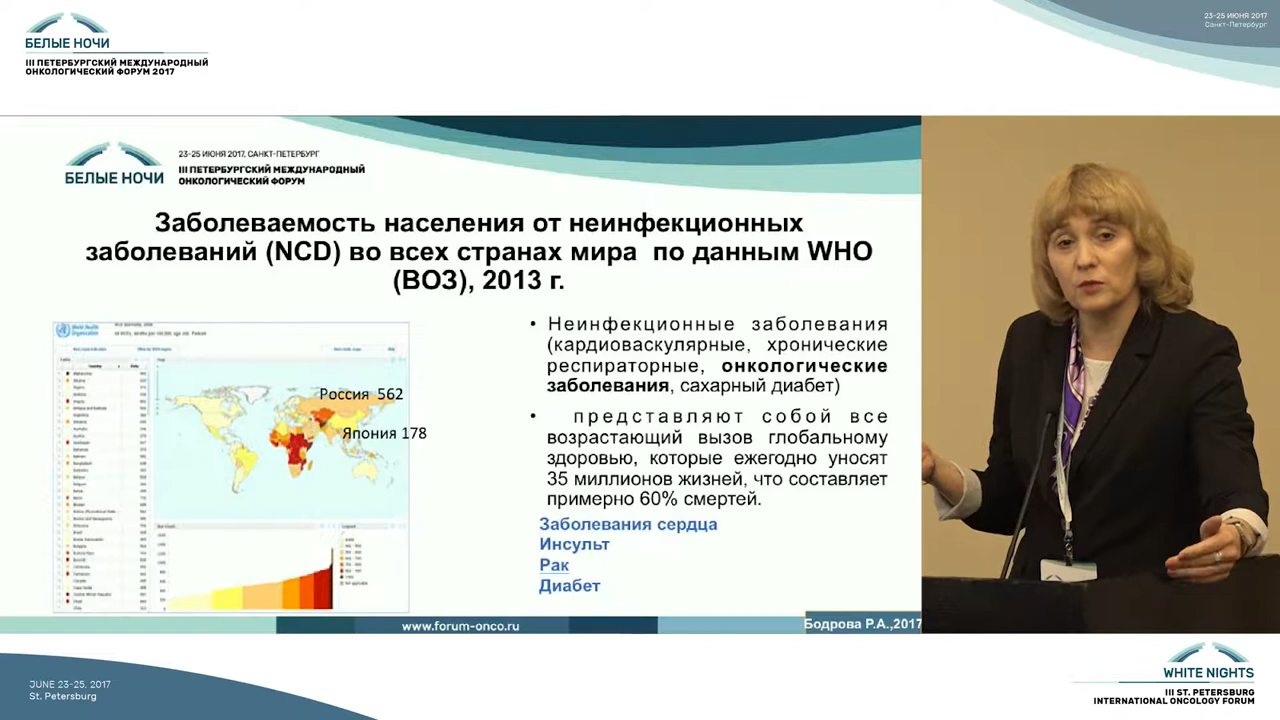 БЕЛЫЕ НОЧИ
III ПЕТЕРБУРГСКИЙ МЕЖДУНАРОДНЫЙ
ОНКОЛОГИЧЕСКИЙ ФОРУМ 2017
23-25 ИЮНЯ 2017
Санкт-Петербург
БЕЛЫЕ НОЧИ
23-25 ИЮНЯ 2017, САНКТ-ПЕТЕРБУРГ
III ПЕТЕРБУРГСКИЙ МЕЖДУНАРОДНЫЙ
ОНКОЛОГИЧЕСКИЙ ФОРУМ
Заболеваемость населения от неинфекционных
заболеваний (NCD) во всех странах мира по данным WHO
(ВОЗ), 2013 г.
World Health
Organization
Россия 562
Япония 178
• Неинфекционные заболевания
(кардиоваскулярные, хронические
респираторные, онкологические
заболевания, сахарный диабет)
• представляют собой все
возрастающий вызов глобальному
здоровью, которые ежегодно уносят
35 миллионов жизней, что составляет
примерно 60% смертей.
Заболевания сердца
Инсульт
Рак
Диабет
www.forum-onco.ru
Бодрова Р.А.,2017
JUNE 23-25, 2017
St. Petersburg
WHITE NIGHTS
III ST. PETERSBURG
INTERNATIONAL ONCOLOGY FORUM